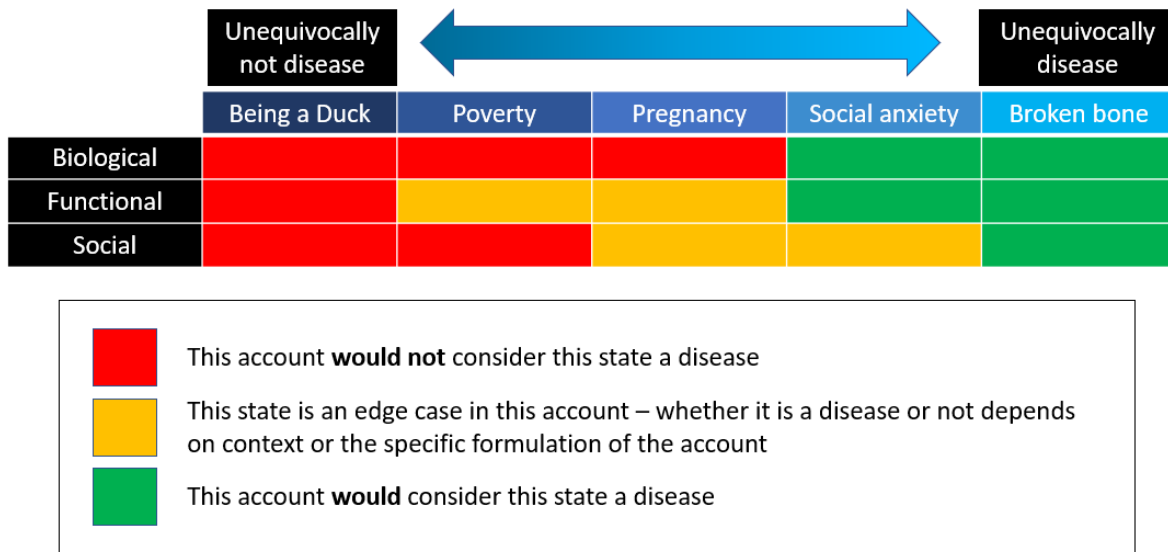 Unequivocally
not disease
Unequivocally
disease
Being a Duck Poverty Pregnancy Social anxiety Broken bone
Biological
Functional
Social
This account would not consider this state a disease
This state is an edge case in this account – whether it is a disease or not depends
on context or the specific formulation of the account
This account would consider this state a disease